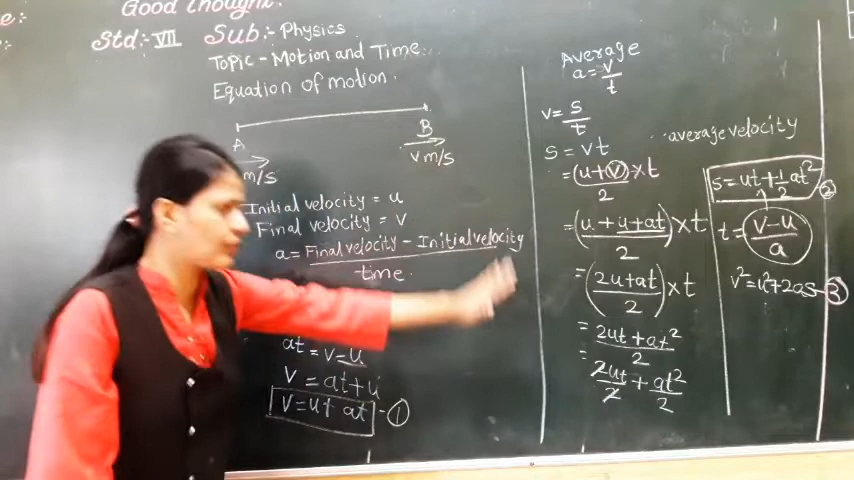 Good thought:
Std:- VII Sub:- Physics
Topic - Motion and Time.
Equation of motion.
A
B
m/s
v m/s
Initial velocity = u
Final velocity = v
a = Final velocity - Initial velocity / time.
at = v - u
v = at + u
v = u + at - ①
Average
a = v/t
v = s/t
s = vt
= (u+v)/2 × t
= (u + u + at)/2 × t
= (2u + at)/2 × t
= 2ut + at²/2
= 2ut/2 + at²/2
average velocity
s = ut + 1/2 at² ②
t = v - u / a
v² = u² + 2as - ③